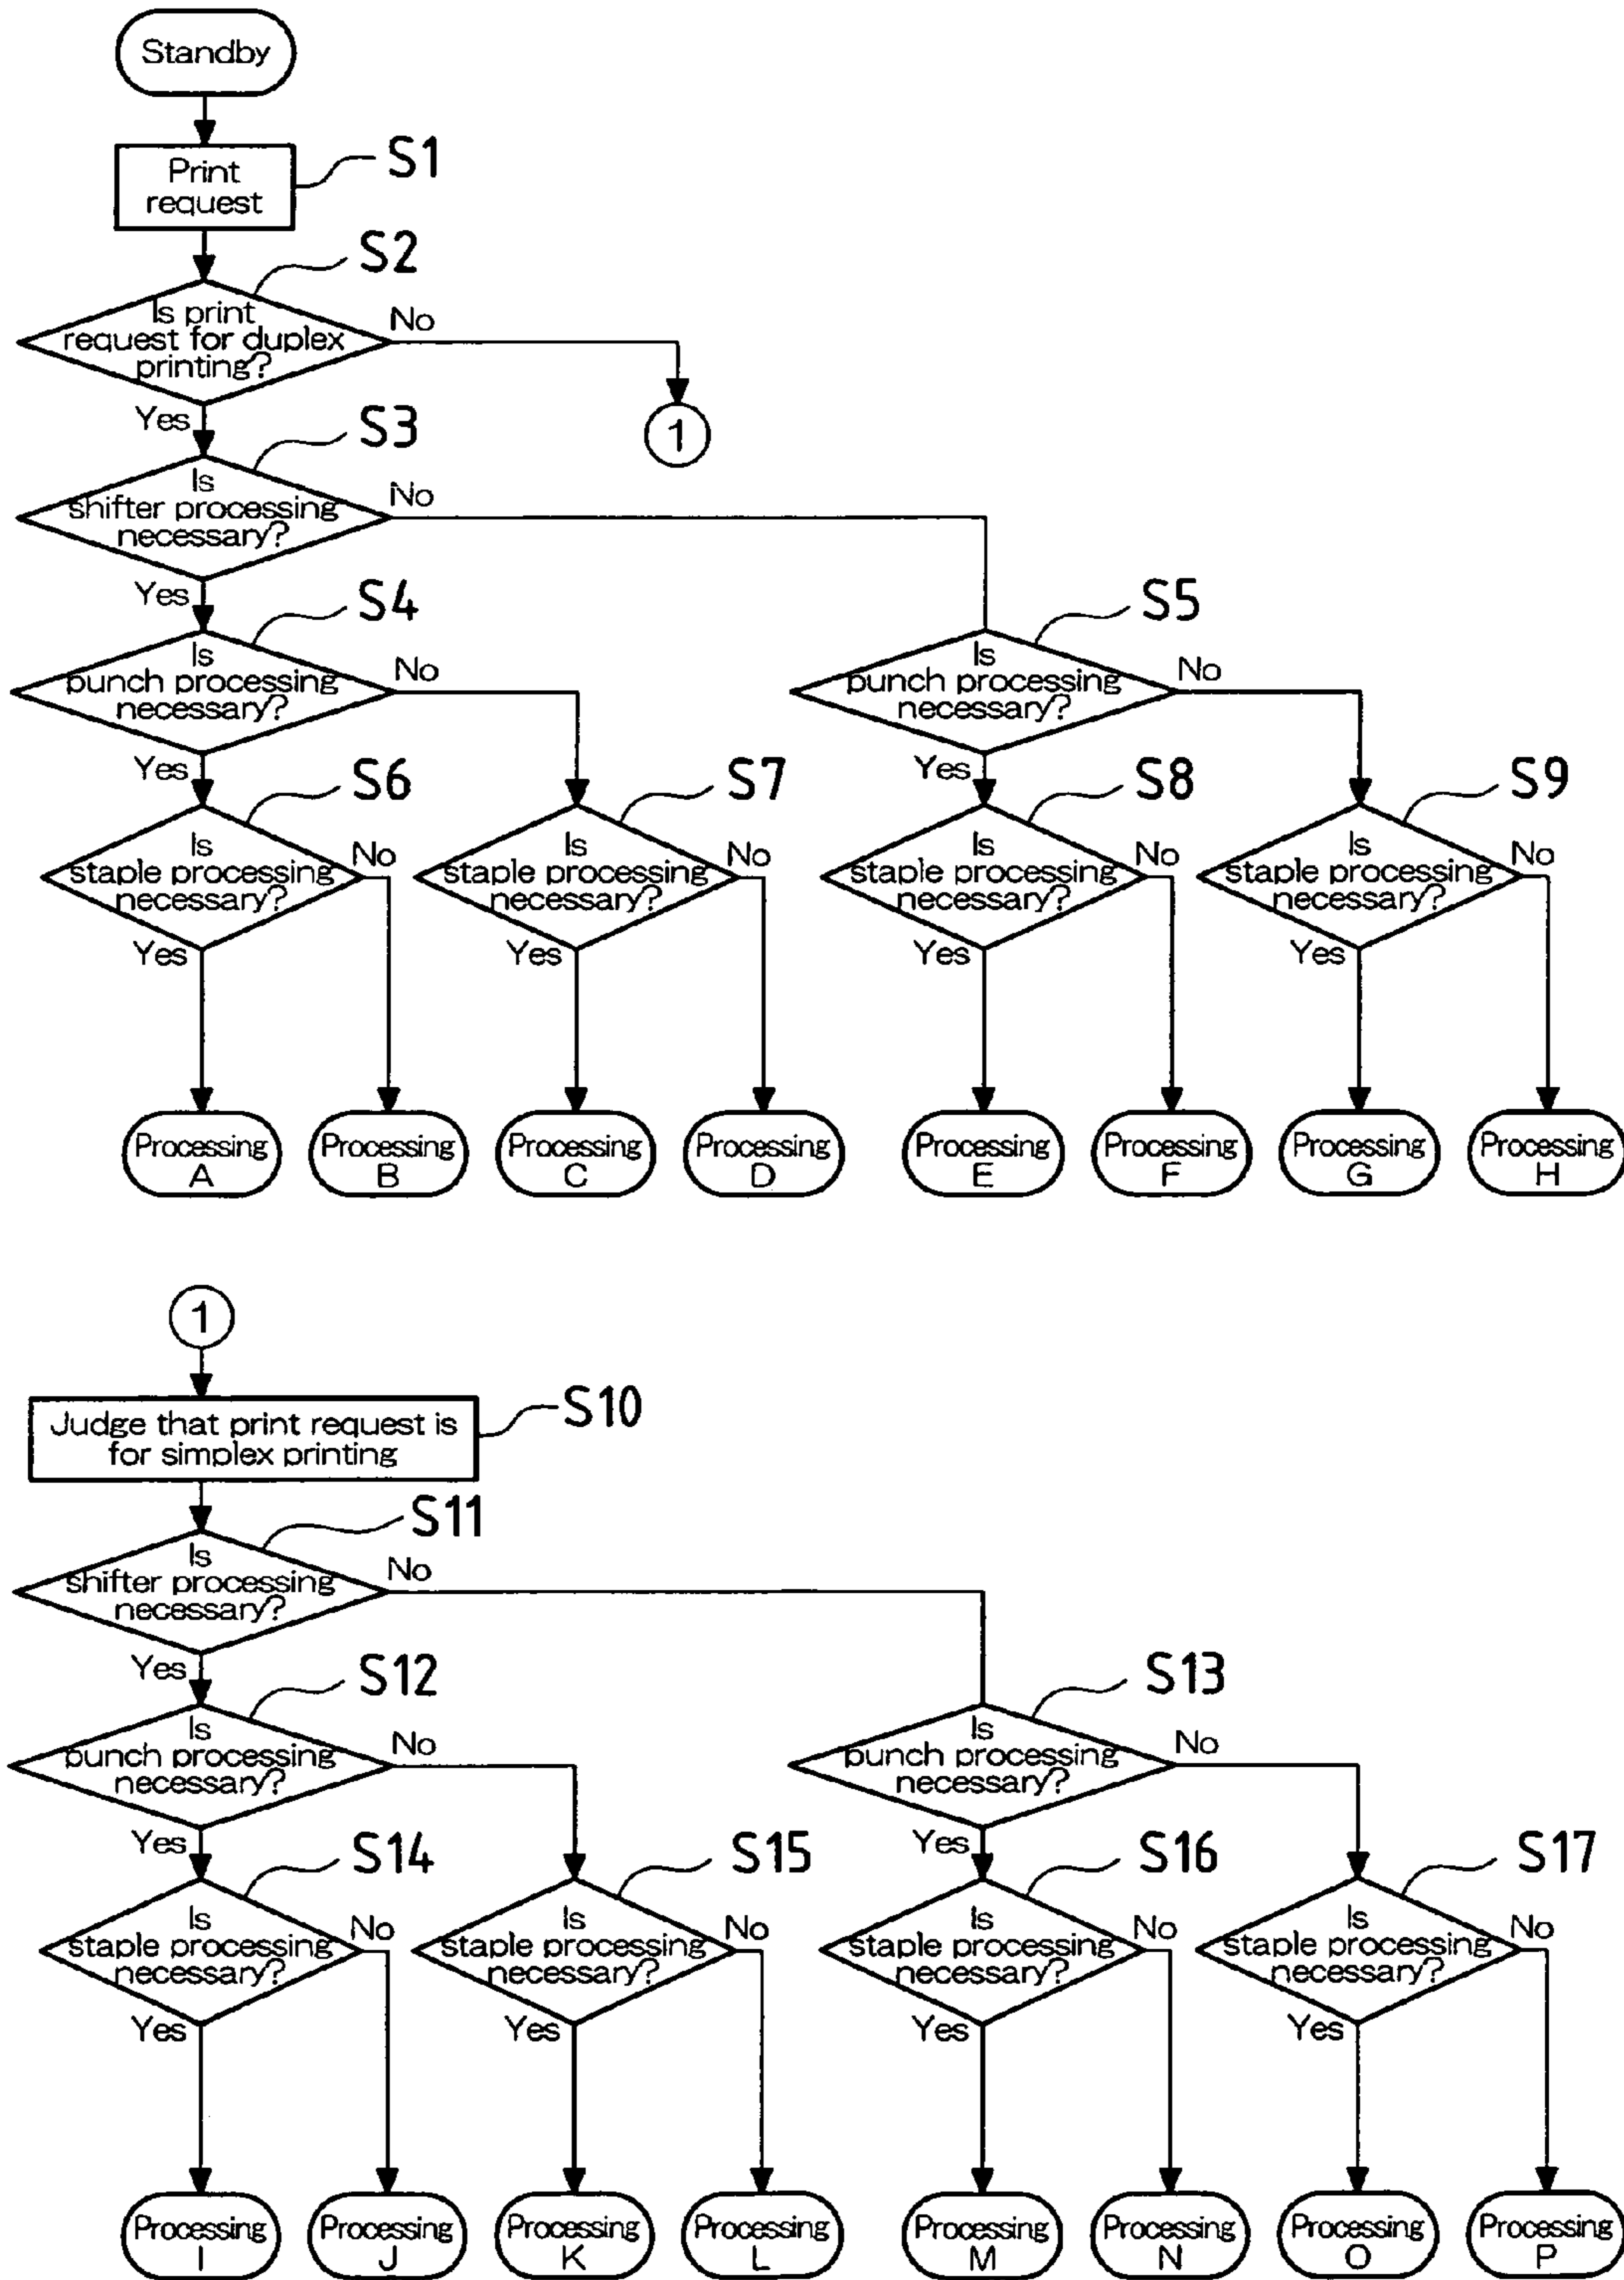 Standby
Print
request
S1
S2
Is print
request for duplex
printing?
No
Yes
1
S3
Is
shifter processing
necessary?
No
Yes
S4
Is
punch processing
necessary?
No
Yes
S5
Is
punch processing
necessary?
No
Yes
S6
Is
staple processing
necessary?
No
Yes
S7
Is
staple processing
necessary?
No
Yes
S8
Is
staple processing
necessary?
No
Yes
S9
Is
staple processing
necessary?
No
Yes
Processing
A
Processing
B
Processing
C
Processing
D
Processing
E
Processing
F
Processing
G
Processing
H
1
Judge that print request is
for simplex printing
S10
S11
Is
shifter processing
necessary?
No
Yes
S12
Is
punch processing
necessary?
No
Yes
S13
Is
punch processing
necessary?
No
Yes
S14
Is
staple processing
necessary?
No
Yes
S15
Is
staple processing
necessary?
No
Yes
S16
Is
staple processing
necessary?
No
Yes
S17
Is
staple processing
necessary?
No
Yes
Processing
I
Processing
J
Processing
K
Processing
L
Processing
M
Processing
N
Processing
O
Processing
P